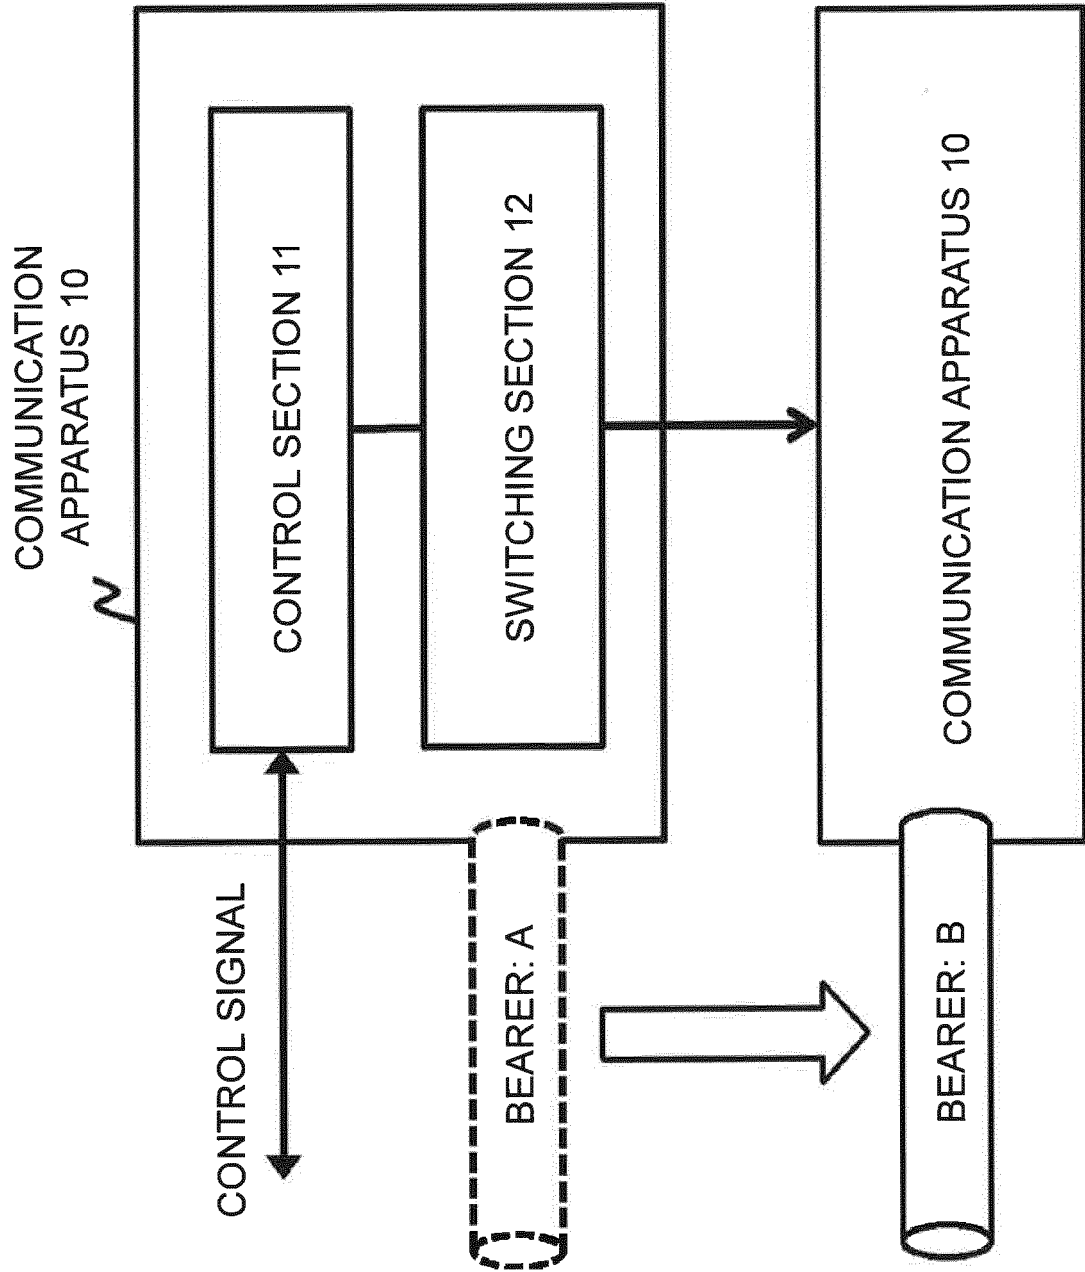 COMMUNICATION
APPARATUS 10
CONTROL SIGNAL
CONTROL SECTION 11
BEARER: A
SWITCHING SECTION 12
BEARER: B
COMMUNICATION APPARATUS 10